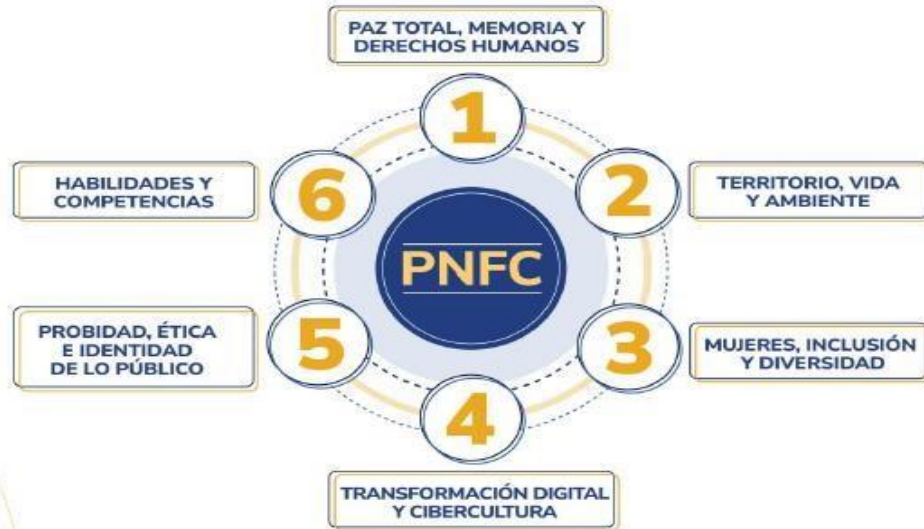 PAZ TOTAL, MEMORIA Y
DERECHOS HUMANOS
1
2
TERRITORIO, VIDA
Y AMBIENTE
3
MUJERES, INCLUSIÓN
Y DIVERSIDAD
4
TRANSFORMACIÓN DIGITAL
Y CIBERCULTURA
5
PROBIDAD, ÉTICA
E IDENTIDAD
DE LO PÚBLICO
6
HABILIDADES Y
COMPETENCIAS
PNFC